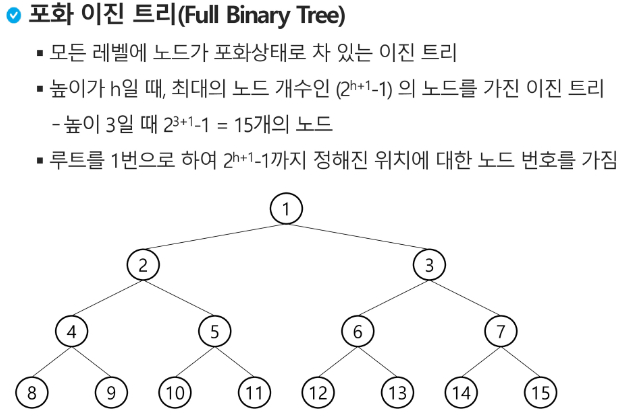 포화 이진 트리(Full Binary Tree)
▪ 모든 레벨에 노드가 포화상태로 차 있는 이진 트리
▪ 높이가 h일 때, 최대의 노드 개수인 (2ʰ⁺¹-1) 의 노드를 가진 이진 트리
- 높이 3일 때 2³⁺¹-1 = 15개의 노드
▪ 루트를 1번으로 하여 2ʰ⁺¹-1까지 정해진 위치에 대한 노드 번호를 가짐
1
2 3
4 5 6 7
8 9 10 11 12 13 14 15